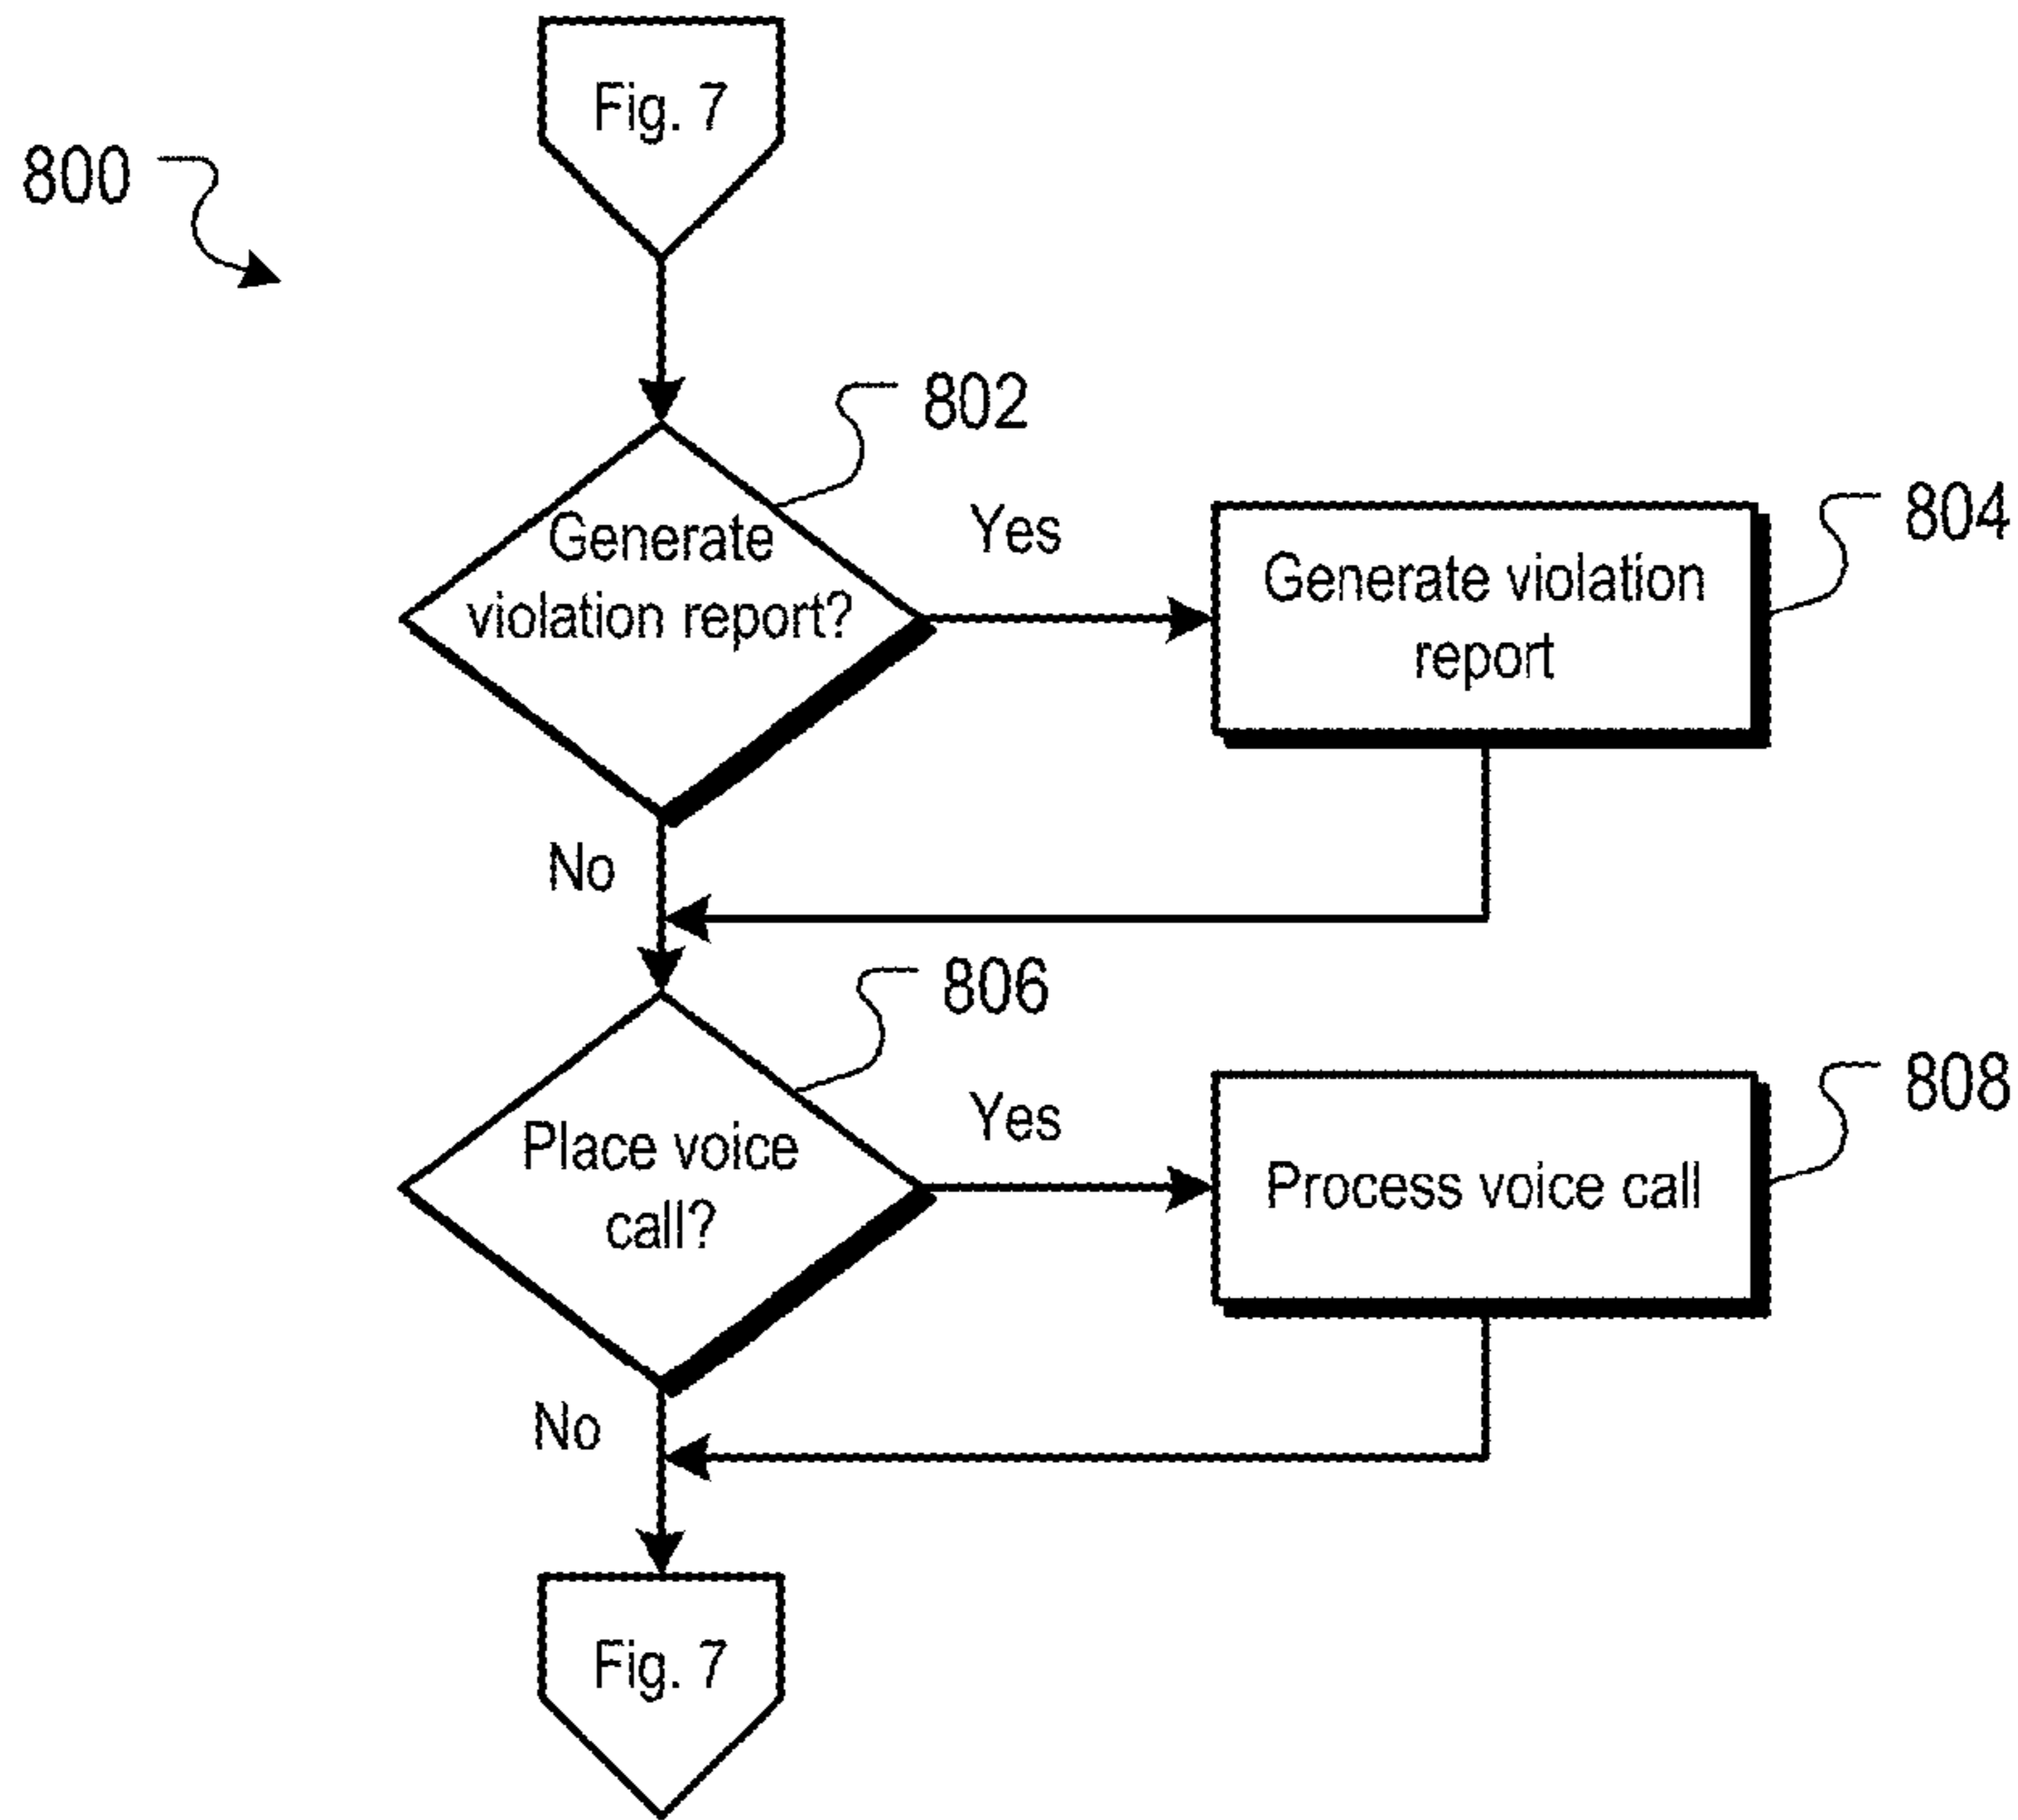 Fig. 7
800
802
Generate
violation report?
Yes
804
Generate violation
report
No
806
Place voice
call?
Yes
808
Process voice call
No
Fig. 7